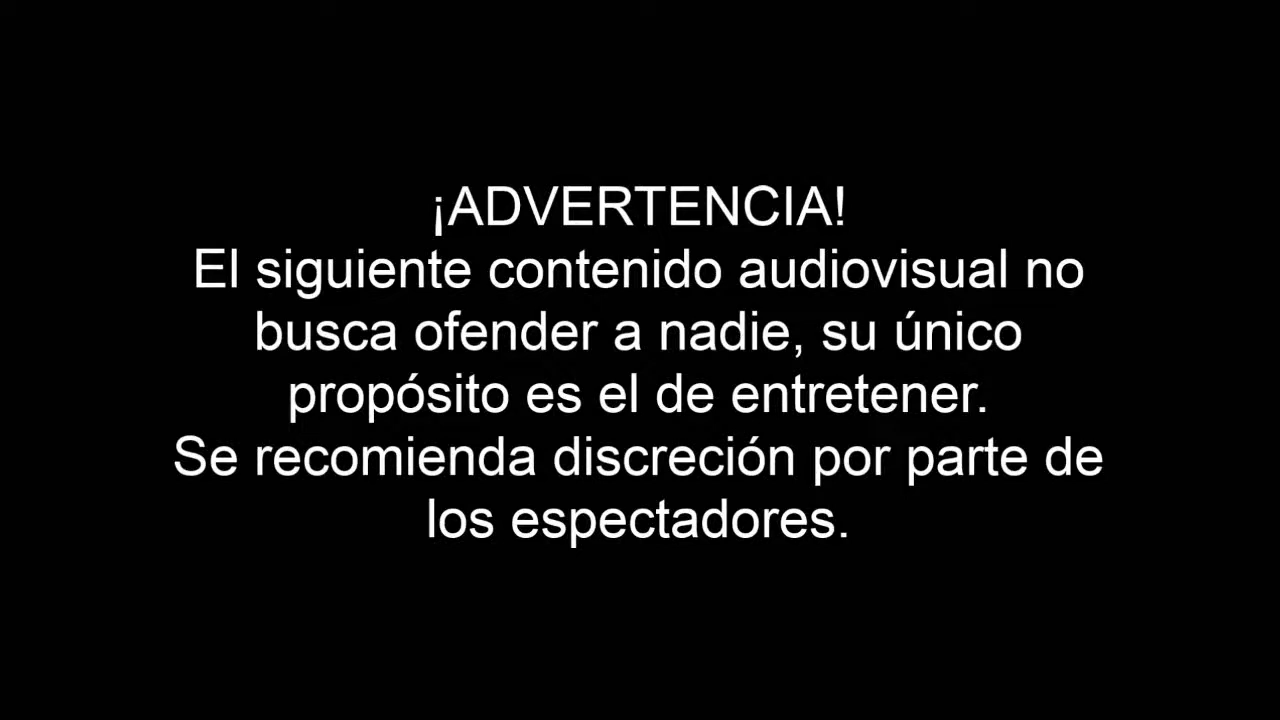 ¡ADVERTENCIA!
El siguiente contenido audiovisual no
busca ofender a nadie, su único
propósito es el de entretener.
Se recomienda discreción por parte de
los espectadores.